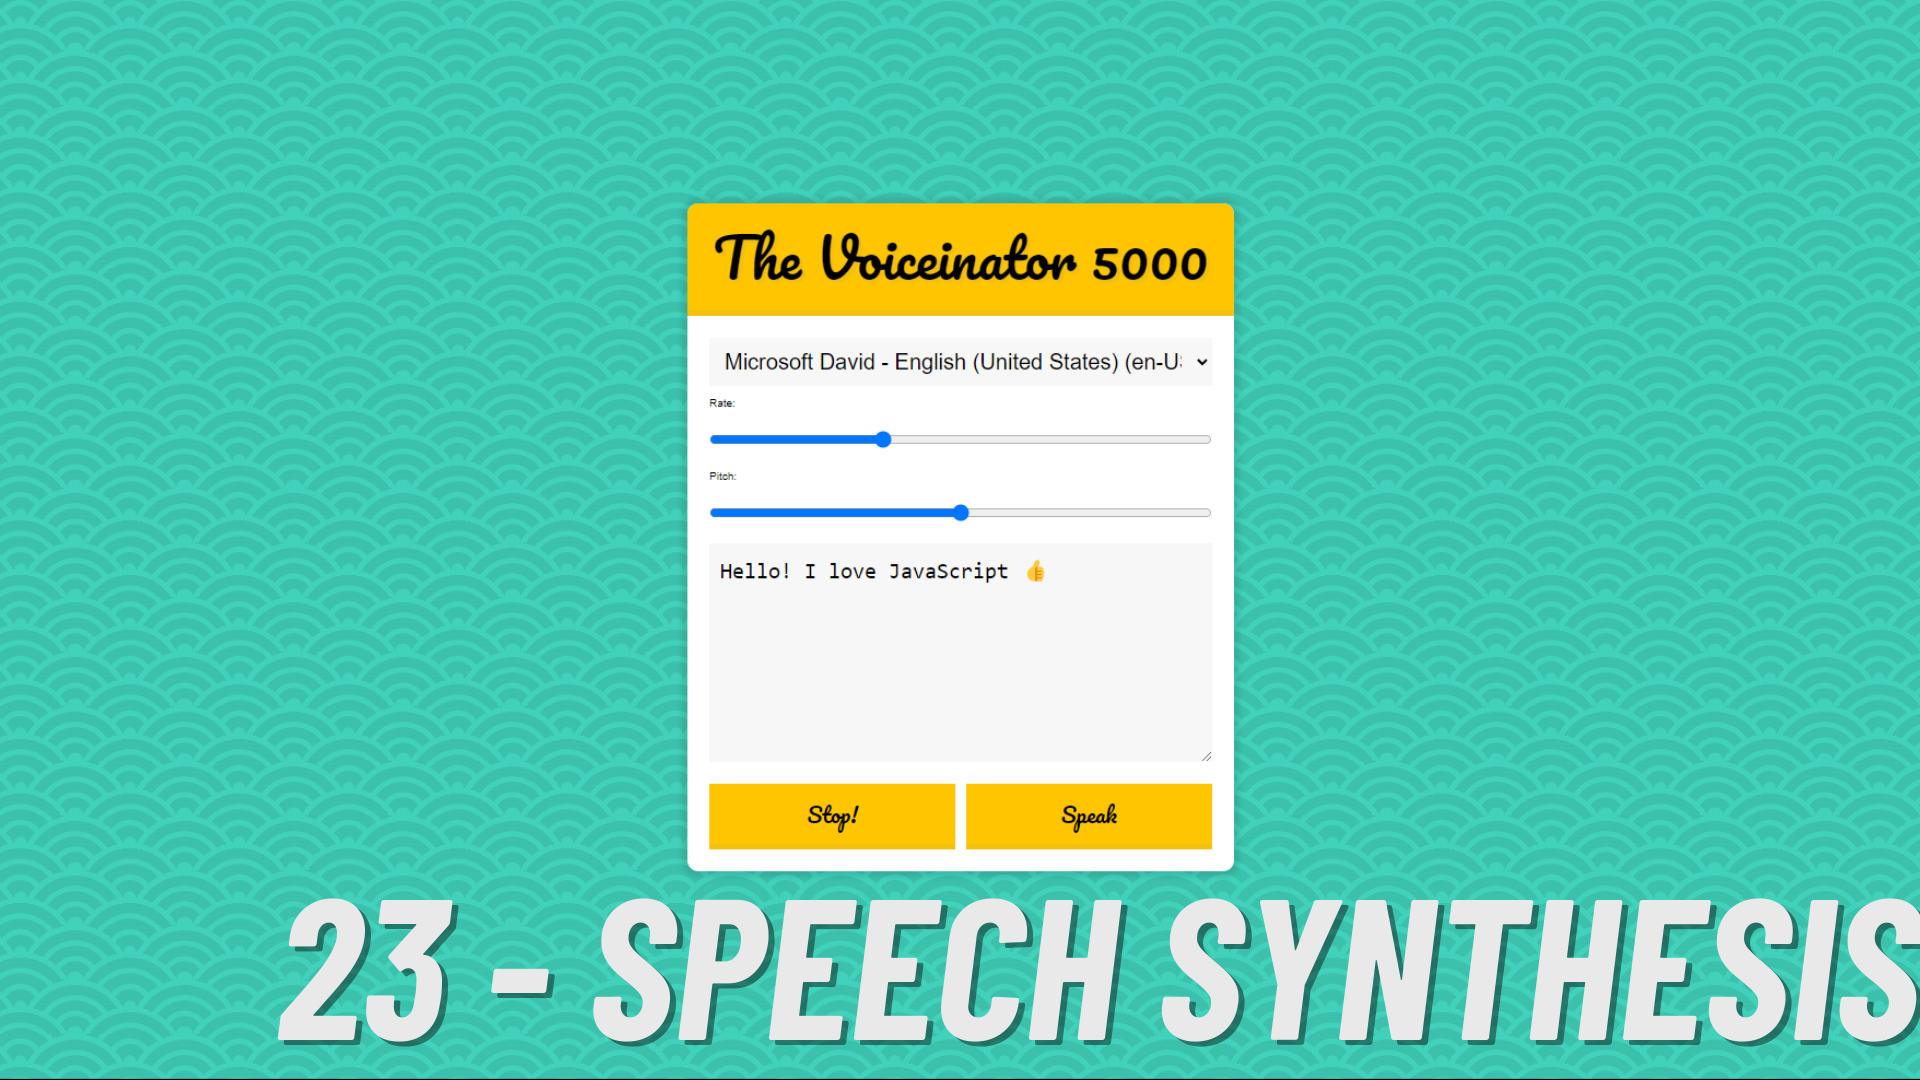 The Voiceinator 5000
Microsoft David - English (United States) (en-US
Rate:
Pitch:
Hello! I love JavaScript 👍
Stop!
Speak
23 - SPEECH SYNTHESIS